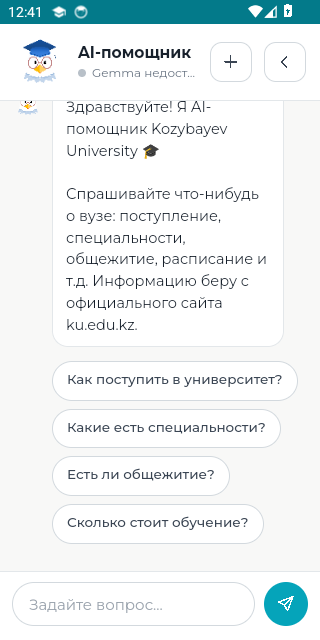 12:41
AI-помощник
Gemma недост...
Здравствуйте! Я AI-
помощник Kozybayev
University 🎓
Спрашивайте что-нибудь
о вузе: поступление,
специальности,
общежитие, расписание и
т.д. Информацию беру с
официального сайта
ku.edu.kz.
Как поступить в университет?
Какие есть специальности?
Есть ли общежитие?
Сколько стоит обучение?
Задайте вопрос...